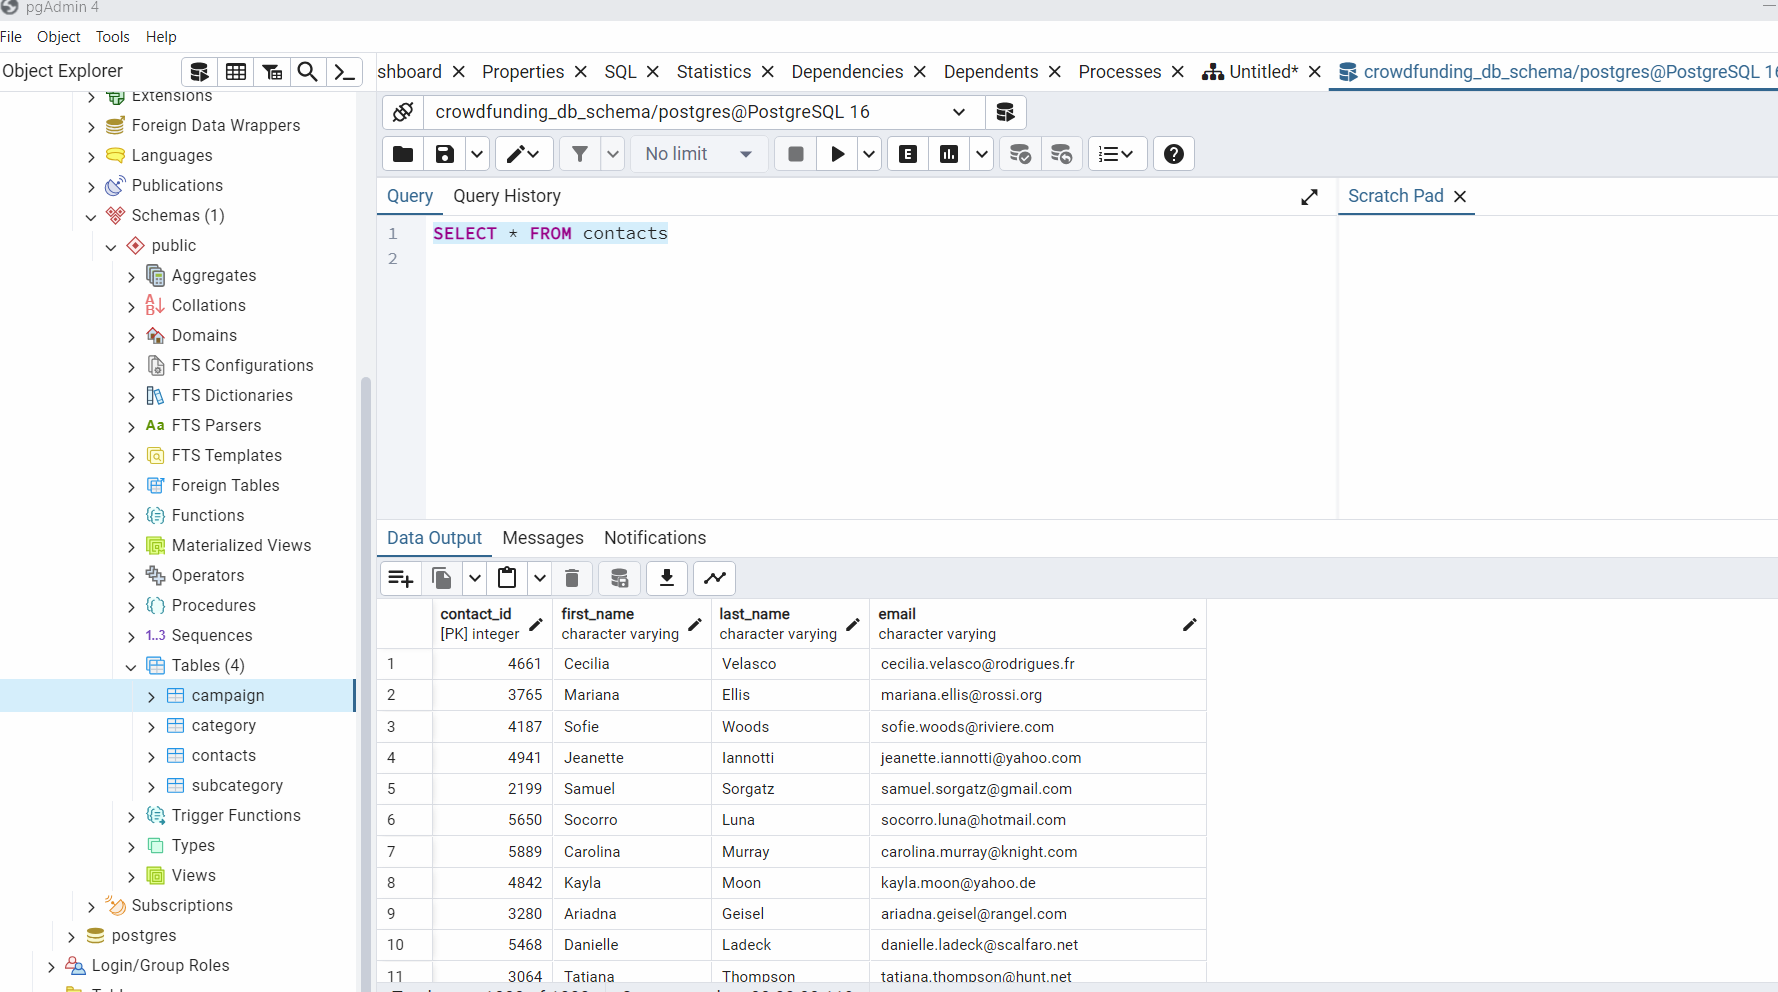 pgAdmin 4
File Object Tools Help
Object Explorer
shboard Properties SQL Statistics Dependencies Dependents Processes Untitled* crowdfunding_db_schema/postgres@PostgreSQL 16
Extensions
Foreign Data Wrappers
Languages
Publications
Schemas (1)
public
Aggregates
Collations
Domains
FTS Configurations
FTS Dictionaries
Aa FTS Parsers
FTS Templates
Foreign Tables
Functions
Materialized Views
Operators
Procedures
1..3 Sequences
Tables (4)
campaign
category
contacts
subcategory
Trigger Functions
Types
Views
Subscriptions
postgres
Login/Group Roles
crowdfunding_db_schema/postgres@PostgreSQL 16
No limit E
Query Query History Scratch Pad
1 SELECT * FROM contacts
2
Data Output Messages Notifications
contact_id first_name last_name email
[PK] integer character varying character varying character varying
1 4661 Cecilia Velasco cecilia.velasco@rodrigues.fr
2 3765 Mariana Ellis mariana.ellis@rossi.org
3 4187 Sofie Woods sofie.woods@riviere.com
4 4941 Jeanette Iannotti jeanette.iannotti@yahoo.com
5 2199 Samuel Sorgatz samuel.sorgatz@gmail.com
6 5650 Socorro Luna socorro.luna@hotmail.com
7 5889 Carolina Murray carolina.murray@knight.com
8 4842 Kayla Moon kayla.moon@yahoo.de
9 3280 Ariadna Geisel ariadna.geisel@rangel.com
10 5468 Danielle Ladeck danielle.ladeck@scalfaro.net
11 3064 Tatiana Thompson tatiana.thompson@hunt.net